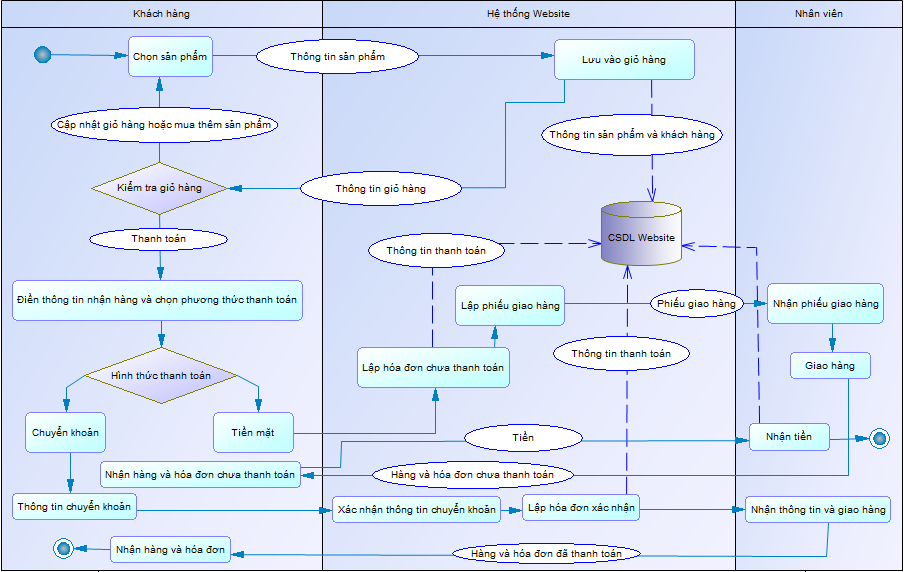 Khách hàng
Hệ thống Website
Nhân viên
Chọn sản phẩm
Thông tin sản phẩm
Lưu vào giỏ hàng
Cập nhật giỏ hàng hoặc mua thêm sản phẩm
Thông tin sản phẩm và khách hàng
Kiểm tra giỏ hàng
Thông tin giỏ hàng
Thanh toán
CSDL Website
Thông tin thanh toán
Điền thông tin nhận hàng và chọn phương thức thanh toán
Lập phiếu giao hàng
Phiếu giao hàng
Nhận phiếu giao hàng
Thông tin thanh toán
Hình thức thanh toán
Lập hóa đơn chưa thanh toán
Giao hàng
Chuyển khoản
Tiền mặt
Tiền
Nhận tiền
Nhận hàng và hóa đơn chưa thanh toán
Hàng và hóa đơn chưa thanh toán
Thông tin chuyển khoản
Xác nhận thông tin chuyển khoản
Lập hóa đơn xác nhận
Nhận thông tin và giao hàng
Nhận hàng và hóa đơn
Hàng và hóa đơn đã thanh toán